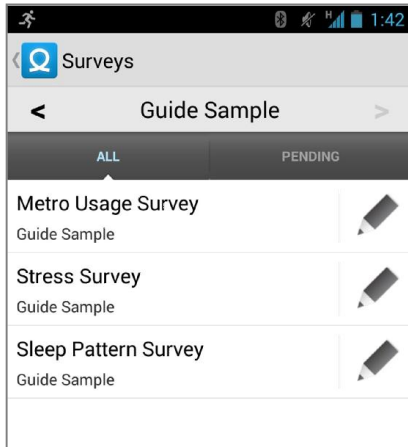 H 1:42
Surveys
< Guide Sample >
ALL PENDING
Metro Usage Survey
Guide Sample
Stress Survey
Guide Sample
Sleep Pattern Survey
Guide Sample